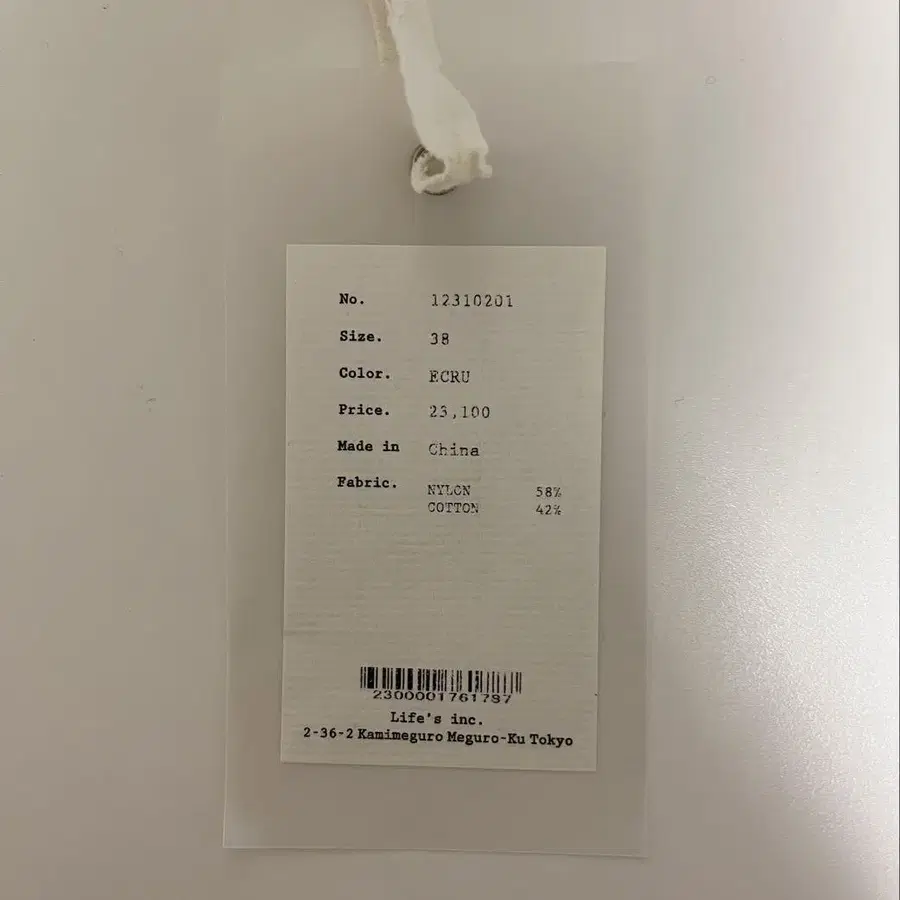 No. 12310201
Size. 38
Color. ECRU
Price. 23,100
Made in China
Fabric. NYLON 58%
COTTON 42%
2300001761787
Life's inc.
2-36-2 Kamimeguro Meguro-Ku Tokyo